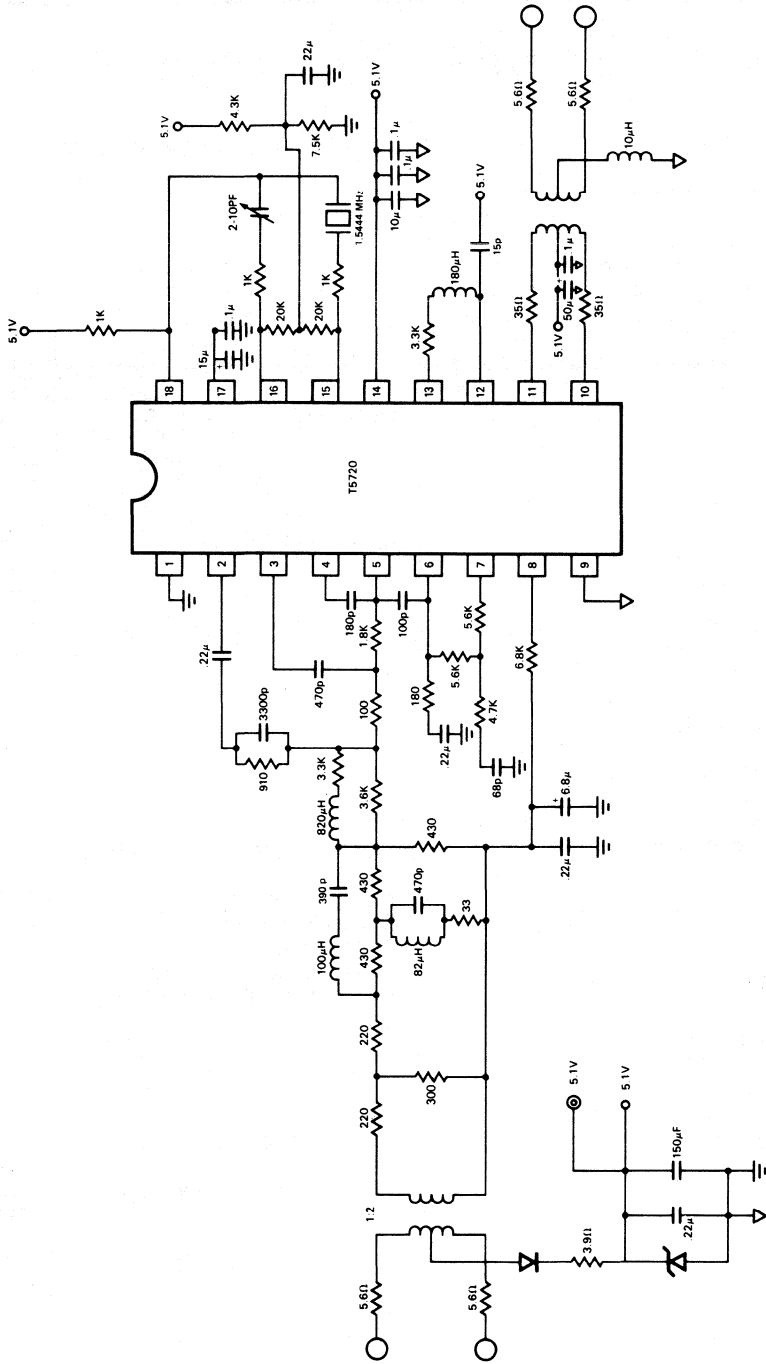 5.1V
1K
5.1V
4.3K
22µ
7.5K
2-10PF
1.5444 MHz
1K
1K
20K
20K
15µ
+
.1µ
5.1V
10µ
.1µ
.1µ
3.3K
180µH
15p
5.1V
35Ω
35Ω
5.1V
50µ
+
.1µ
5.6Ω
5.6Ω
10µH
18
17
16
15
14
13
12
11
10
T5720
1
2
3
4
5
6
7
8
9
.22µ
3300p
910
470p
180p
1.8K
100
100p
180
.22µ
5.6K
5.6K
4.7K
68p
6.8K
820µH
3.3K
3.6K
390 p
100µH
430
430
430
470p
82µH
33
+
6.8µ
.22µ
220
220
300
1:2
5.6Ω
5.6Ω
3.9Ω
.22µ
150µF
5.1V
5.1V